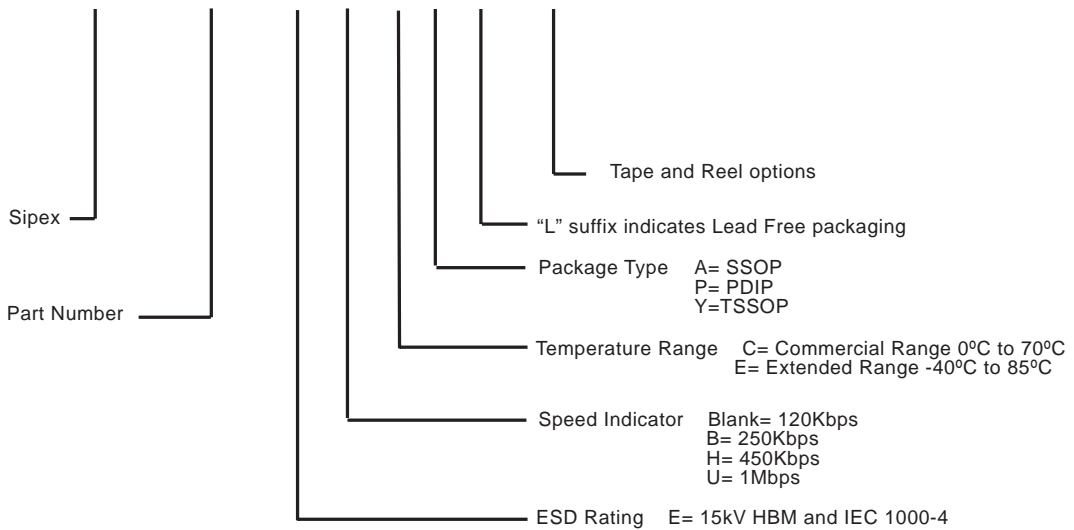 Tape and Reel options
Sipex
“L” suffix indicates Lead Free packaging
Package Type A= SSOP
P= PDIP
Y=TSSOP
Part Number
Temperature Range C= Commercial Range 0ºC to 70ºC
E= Extended Range -40ºC to 85ºC
Speed Indicator Blank= 120Kbps
B= 250Kbps
H= 450Kbps
U= 1Mbps
ESD Rating E= 15kV HBM and IEC 1000-4